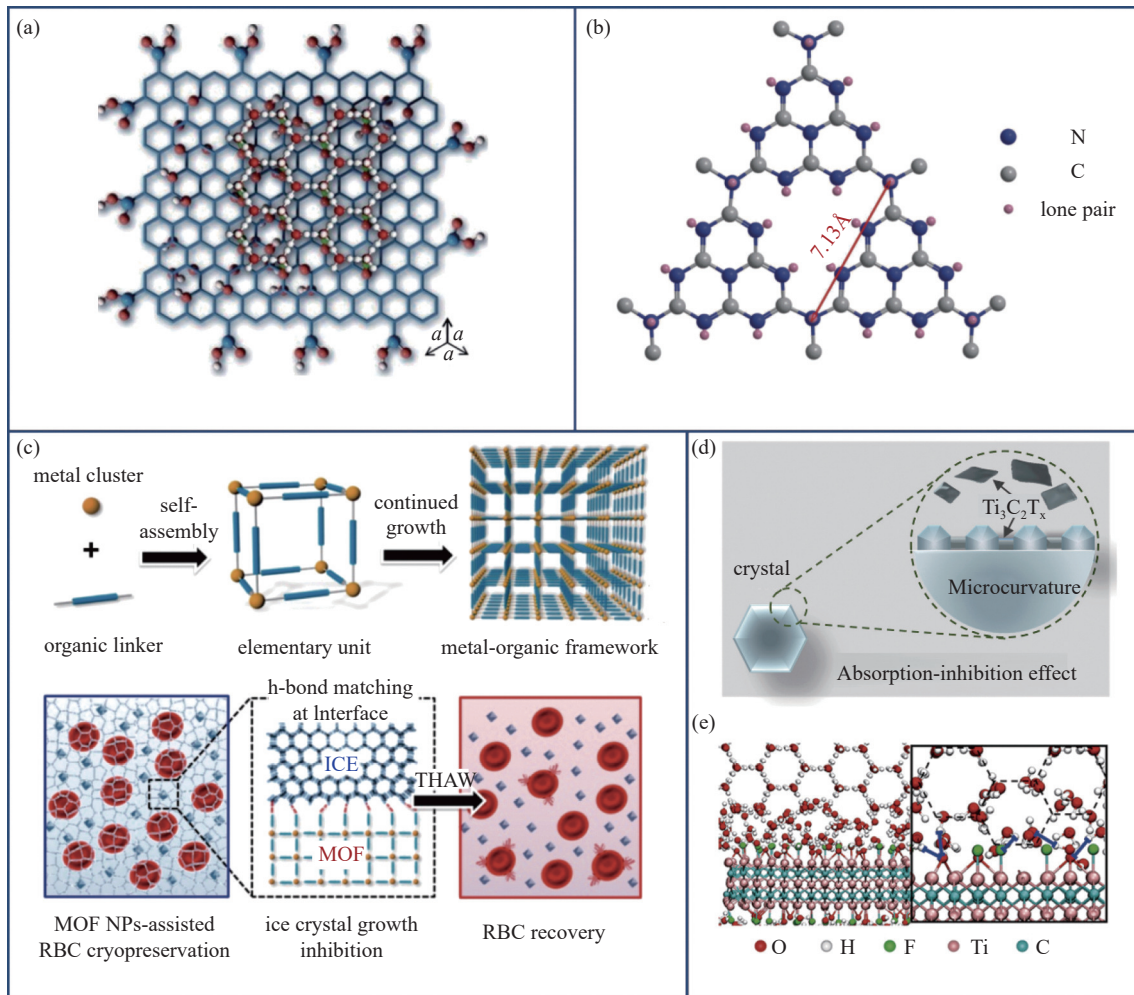 (a)
a
a
a
(b)
7.13Å
N
C
lone pair
(c)
metal cluster
+
organic linker
self-
assembly
elementary unit
continued
growth
metal-organic framework
MOF NPs-assisted
RBC cryopreservation
h-bond matching
at Interface
ICE
MOF
ice crystal growth
inhibition
THAW
RBC recovery
(d)
crystal
Ti₃C₂Tₓ
Microcurvature
Absorption-inhibition effect
(e)
O H F Ti C